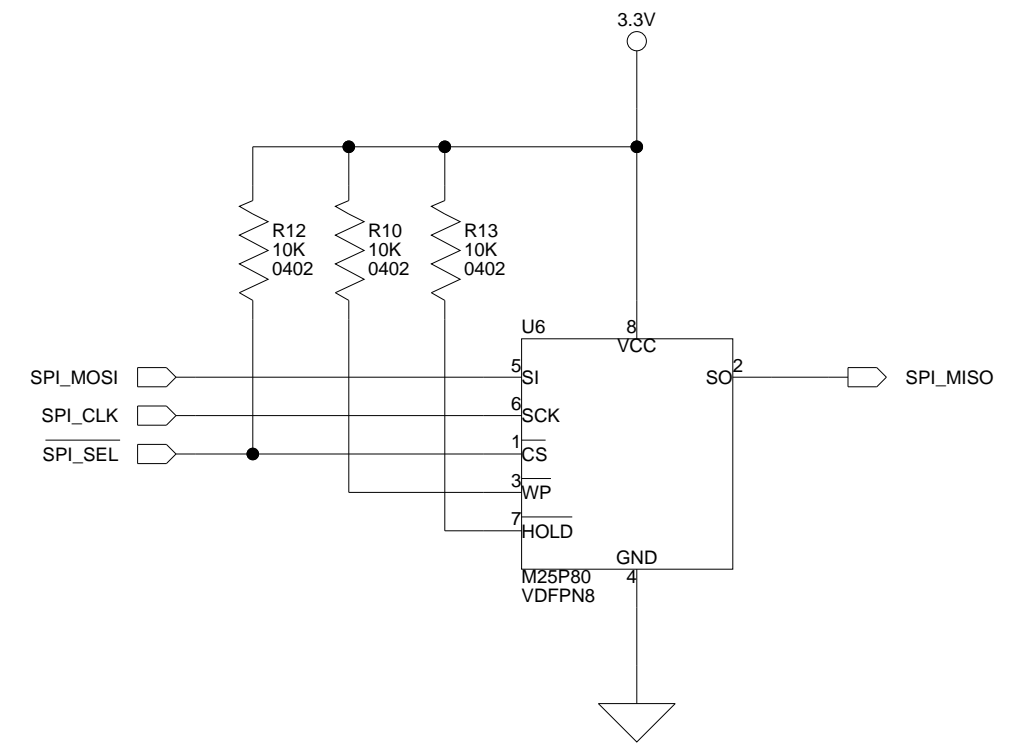 3.3V
R12
10K
0402
R10
10K
0402
R13
10K
0402
U6
8
VCC
SPI_MOSI
5
SI
SO
2
SPI_MISO
SPI_CLK
6
SCK
SPI_SEL
1
CS
3
WP
7
HOLD
GND
4
M25P80
VDFPN8